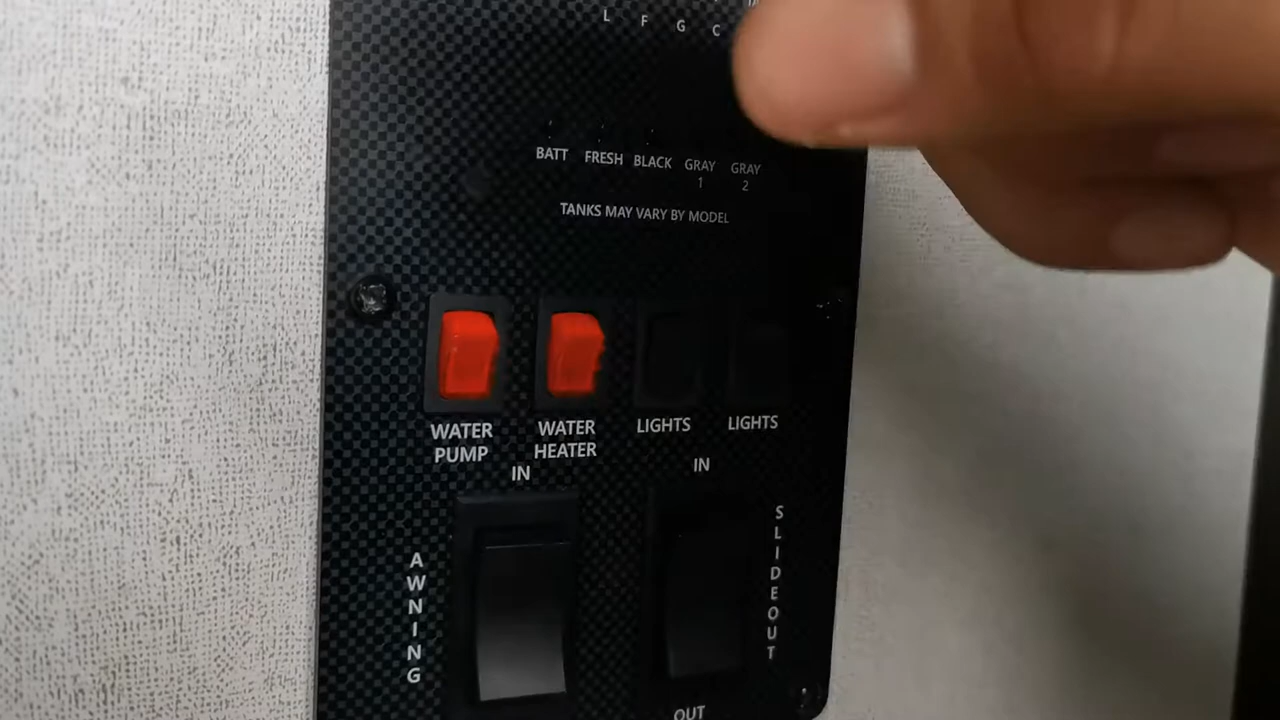 L F G C
BATT FRESH BLACK GRAY 1 GRAY 2
TANKS MAY VARY BY MODEL
WATER PUMP
WATER HEATER
LIGHTS
LIGHTS
IN
IN
AWNING
SLIDEOUT
OUT